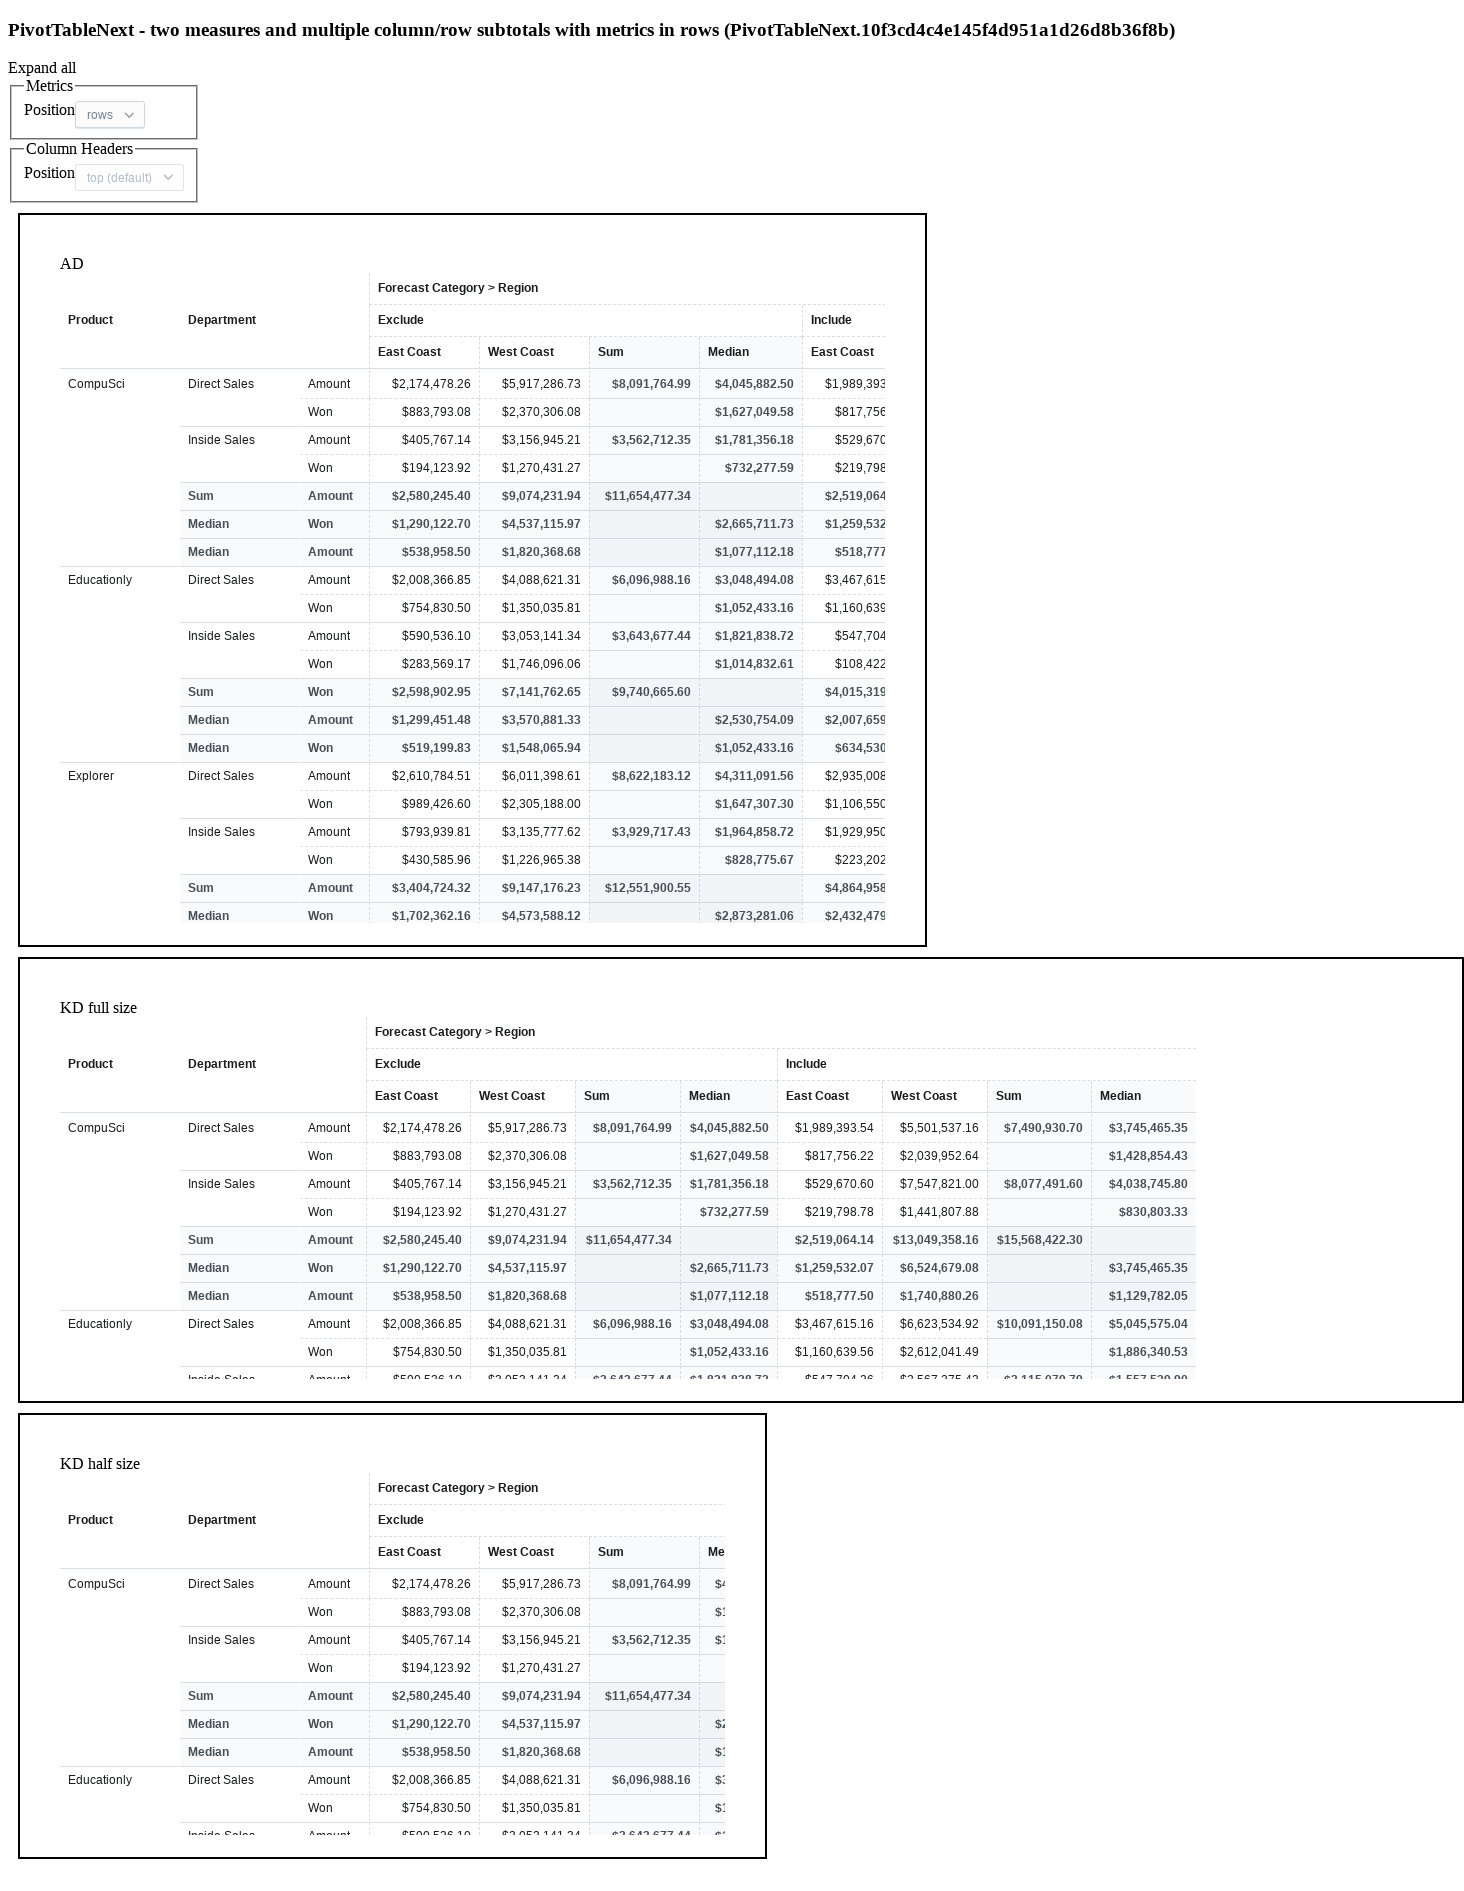 PivotTableNext - two measures and multiple column/row subtotals with metrics in rows (PivotTableNext.10f3cd4c4e145f4d951a1d26d8b36f8b)
Expand all
Metrics
Position rows
Column Headers
Position top (default)
AD
Forecast Category > Region
Product Department Exclude Include
East Coast West Coast Sum Median East Coast
CompuSci Direct Sales Amount $2,174,478.26 $5,917,286.73 $8,091,764.99 $4,045,882.50 $1,989,393
Won $883,793.08 $2,370,306.08 $1,627,049.58 $817,756
Inside Sales Amount $405,767.14 $3,156,945.21 $3,562,712.35 $1,781,356.18 $529,670
Won $194,123.92 $1,270,431.27 $732,277.59 $219,798
Sum Amount $2,580,245.40 $9,074,231.94 $11,654,477.34 $2,519,064
Median Won $1,290,122.70 $4,537,115.97 $2,665,711.73 $1,259,532
Median Amount $538,958.50 $1,820,368.68 $1,077,112.18 $518,777
Educationly Direct Sales Amount $2,008,366.85 $4,088,621.31 $6,096,988.16 $3,048,494.08 $3,467,615
Won $754,830.50 $1,350,035.81 $1,052,433.16 $1,160,639
Inside Sales Amount $590,536.10 $3,053,141.34 $3,643,677.44 $1,821,838.72 $547,704
Won $283,569.17 $1,746,096.06 $1,014,832.61 $108,422
Sum Won $2,598,902.95 $7,141,762.65 $9,740,665.60 $4,015,319
Median Amount $1,299,451.48 $3,570,881.33 $2,530,754.09 $2,007,659
Median Won $519,199.83 $1,548,065.94 $1,052,433.16 $634,530
Explorer Direct Sales Amount $2,610,784.51 $6,011,398.61 $8,622,183.12 $4,311,091.56 $2,935,008
Won $989,426.60 $2,305,188.00 $1,647,307.30 $1,106,550
Inside Sales Amount $793,939.81 $3,135,777.62 $3,929,717.43 $1,964,858.72 $1,929,950
Won $430,585.96 $1,226,965.38 $828,775.67 $223,202
Sum Amount $3,404,724.32 $9,147,176.23 $12,551,900.55 $4,864,958
Median Won $1,702,362.16 $4,573,588.12 $2,873,281.06 $2,432,479
KD full size
Forecast Category > Region
Product Department Exclude Include
East Coast West Coast Sum Median East Coast West Coast Sum Median
CompuSci Direct Sales Amount $2,174,478.26 $5,917,286.73 $8,091,764.99 $4,045,882.50 $1,989,393.54 $5,501,537.16 $7,490,930.70 $3,745,465.35
Won $883,793.08 $2,370,306.08 $1,627,049.58 $817,756.22 $2,039,952.64 $1,428,854.43
Inside Sales Amount $405,767.14 $3,156,945.21 $3,562,712.35 $1,781,356.18 $529,670.60 $7,547,821.00 $8,077,491.60 $4,038,745.80
Won $194,123.92 $1,270,431.27 $732,277.59 $219,798.78 $1,441,807.88 $830,803.33
Sum Amount $2,580,245.40 $9,074,231.94 $11,654,477.34 $2,519,064.14 $13,049,358.16 $15,568,422.30
Median Won $1,290,122.70 $4,537,115.97 $2,665,711.73 $1,259,532.07 $6,524,679.08 $3,745,465.35
Median Amount $538,958.50 $1,820,368.68 $1,077,112.18 $518,777.50 $1,740,880.26 $1,129,782.05
Educationly Direct Sales Amount $2,008,366.85 $4,088,621.31 $6,096,988.16 $3,048,494.08 $3,467,615.16 $6,623,534.92 $10,091,150.08 $5,045,575.04
Won $754,830.50 $1,350,035.81 $1,052,433.16 $1,160,639.56 $2,612,041.49 $1,886,340.53
Inside Sales Amount $590,536.10 $3,053,141.34 $3,643,677.44 $1,821,838.72
KD half size
Forecast Category > Region
Product Department Exclude
East Coast West Coast Sum Me
CompuSci Direct Sales Amount $2,174,478.26 $5,917,286.73 $8,091,764.99 $4
Won $883,793.08 $2,370,306.08 $1
Inside Sales Amount $405,767.14 $3,156,945.21 $3,562,712.35 $1
Won $194,123.92 $1,270,431.27
Sum Amount $2,580,245.40 $9,074,231.94 $11,654,477.34
Median Won $1,290,122.70 $4,537,115.97 $2
Median Amount $538,958.50 $1,820,368.68 $1
Educationly Direct Sales Amount $2,008,366.85 $4,088,621.31 $6,096,988.16 $3
Won $754,830.50 $1,350,035.81 $1
Inside Sales Amount $590,536.10 $3,053,141.34 $3,643,677.44